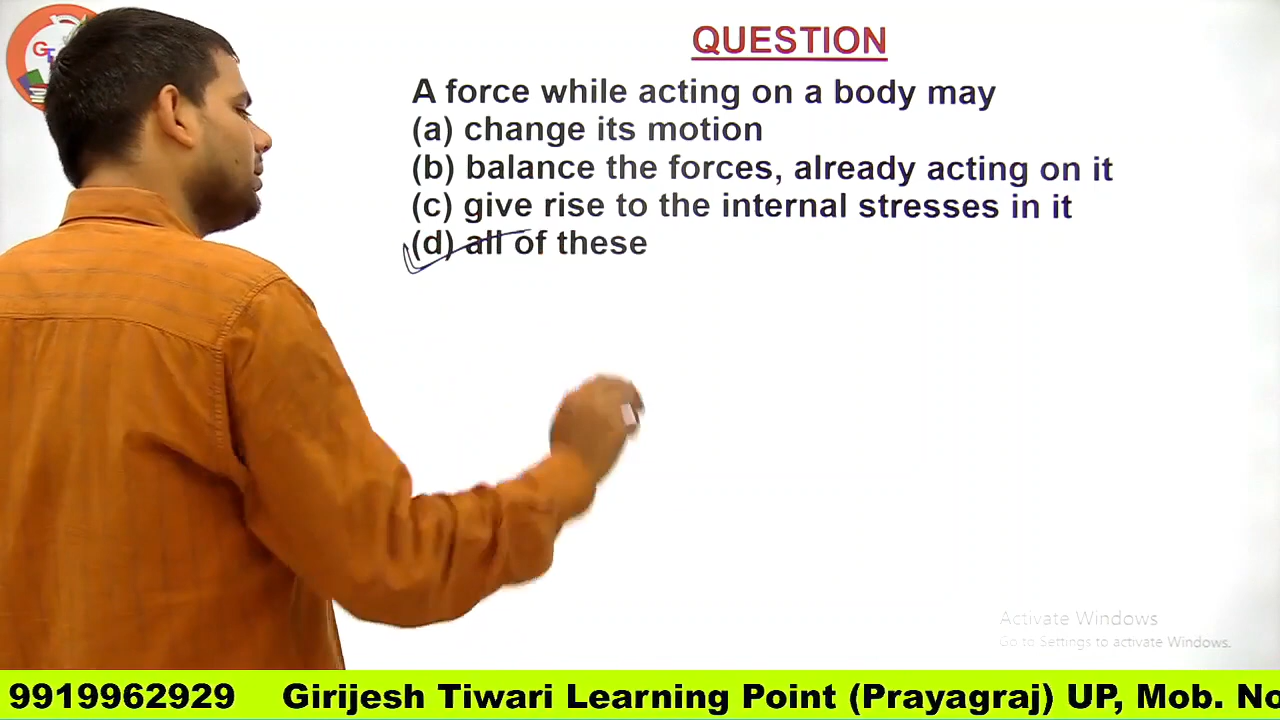 GT
QUESTION
A force while acting on a body may
(a) change its motion
(b) balance the forces, already acting on it
(c) give rise to the internal stresses in it
(d) all of these
Activate Windows
Go to Settings to activate Windows.
9919962929 Girijesh Tiwari Learning Point (Prayagraj) UP, Mob. No